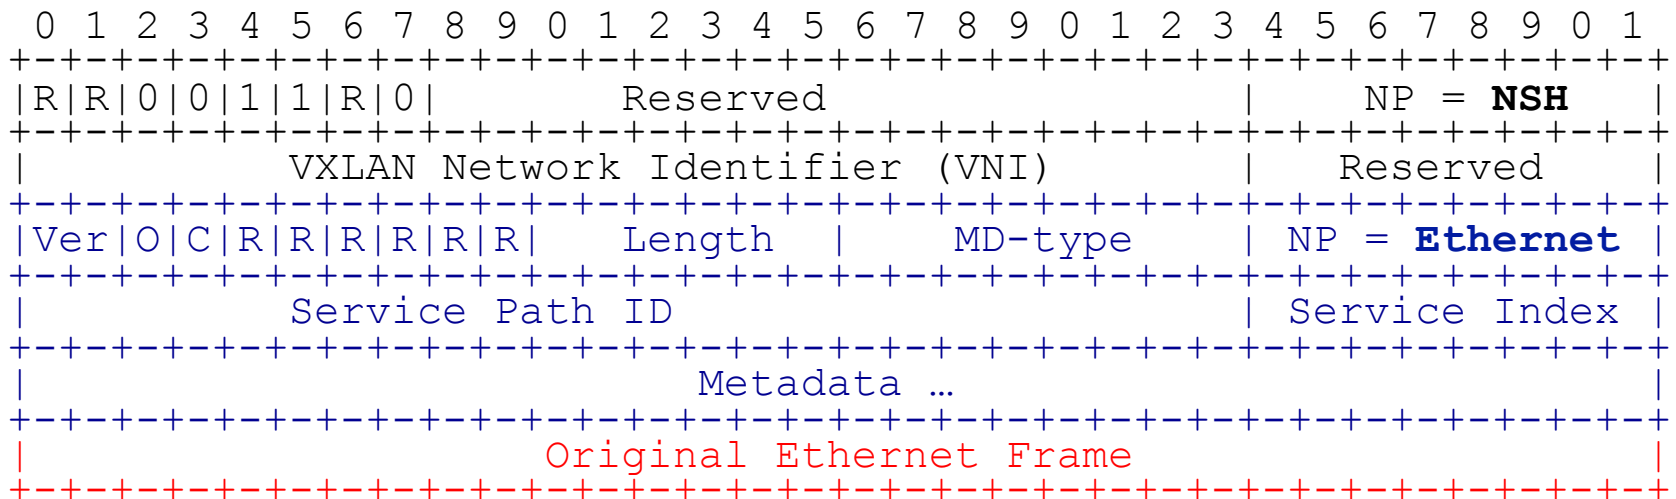 0 1 2 3 4 5 6 7 8 9 0 1 2 3 4 5 6 7 8 9 0 1 2 3 4 5 6 7 8 9 0 1
+-+-+-+-+-+-+-+-+-+-+-+-+-+-+-+-+-+-+-+-+-+-+-+-+-+-+-+-+-+-+-+-+
|R|R|0|0|1|1|R|0|       Reserved                |    NP = NSH   |
+-+-+-+-+-+-+-+-+-+-+-+-+-+-+-+-+-+-+-+-+-+-+-+-+-+-+-+-+-+-+-+-+
|          VXLAN Network Identifier (VNI)       |   Reserved    |
+-+-+-+-+-+-+-+-+-+-+-+-+-+-+-+-+-+-+-+-+-+-+-+-+-+-+-+-+-+-+-+-+
|Ver|O|C|R|R|R|R|R|R|   Length  |    MD-type    | NP = Ethernet |
+-+-+-+-+-+-+-+-+-+-+-+-+-+-+-+-+-+-+-+-+-+-+-+-+-+-+-+-+-+-+-+-+
|          Service Path ID                      | Service Index |
+-+-+-+-+-+-+-+-+-+-+-+-+-+-+-+-+-+-+-+-+-+-+-+-+-+-+-+-+-+-+-+-+
|                          Metadata …                           |
+-+-+-+-+-+-+-+-+-+-+-+-+-+-+-+-+-+-+-+-+-+-+-+-+-+-+-+-+-+-+-+-+
|                    Original Ethernet Frame                    |
+-+-+-+-+-+-+-+-+-+-+-+-+-+-+-+-+-+-+-+-+-+-+-+-+-+-+-+-+-+-+-+-+